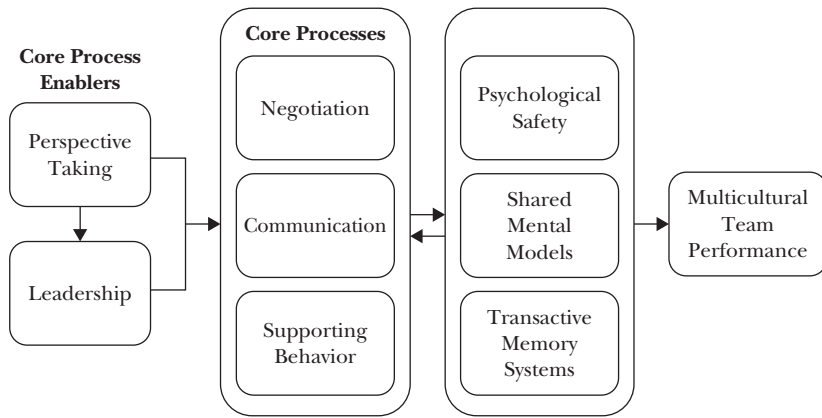 Core Process
Enablers
Perspective
Taking
Leadership
Core Processes
Negotiation
Communication
Supporting
Behavior
Psychological
Safety
Shared
Mental
Models
Transactive
Memory
Systems
Multicultural
Team
Performance